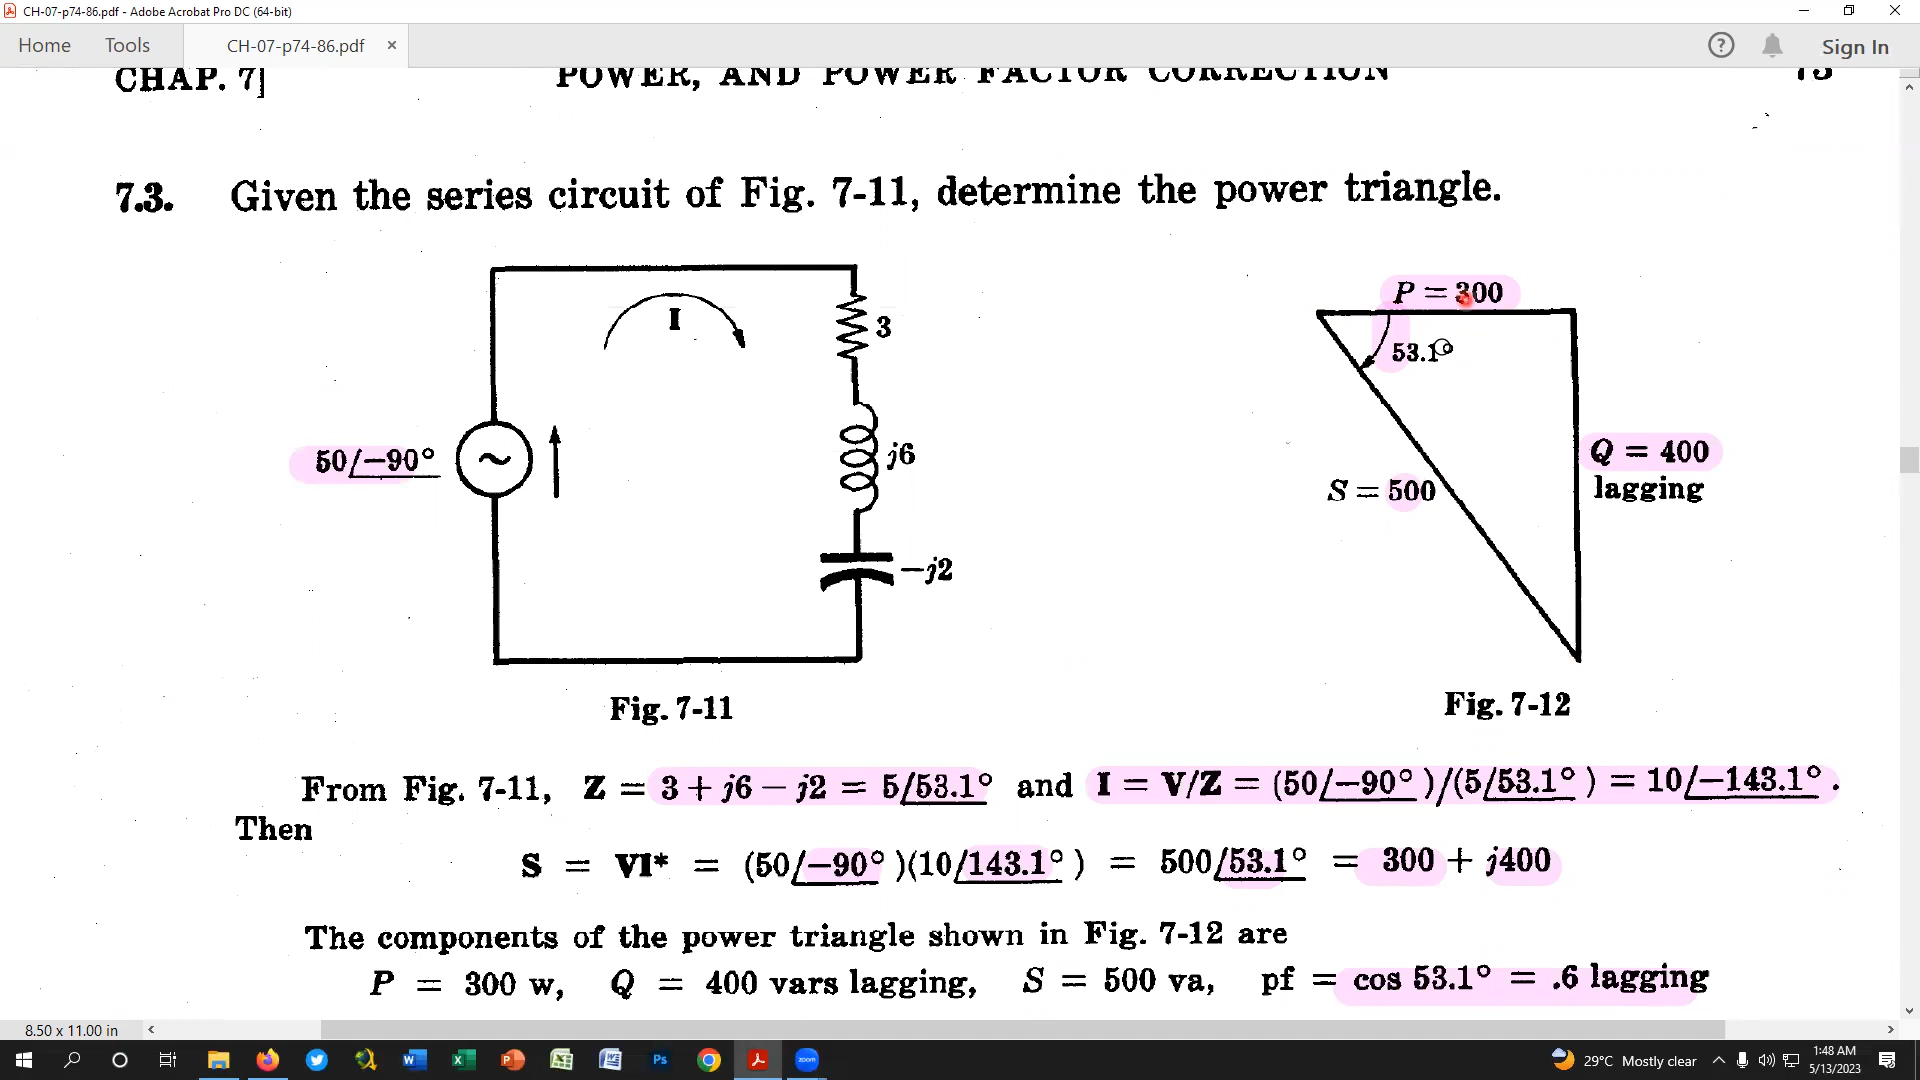 CH-07-p74-86.pdf - Adobe Acrobat Pro DC (64-bit)
Home Tools CH-07-p74-86.pdf × ? Sign In
CHAP. 7] POWER, AND POWER FACTOR CORRECTION
7.3. Given the series circuit of Fig. 7-11, determine the power triangle.
P = 300
I
3
53.1°
50/−90°
j6
Q = 400
lagging
S = 500
−j2
Fig. 7-11
Fig. 7-12
From Fig. 7-11, Z = 3 + j6 − j2 = 5/53.1° and I = V/Z = (50/−90°)/(5/53.1°) = 10/−143.1°.
Then
S = VI* = (50/−90°)(10/143.1°) = 500/53.1° = 300 + j400
The components of the power triangle shown in Fig. 7-12 are
P = 300 w, Q = 400 vars lagging, S = 500 va, pf = cos 53.1° = .6 lagging
8.50 x 11.00 in
29°C Mostly clear
1:48 AM
5/13/2023